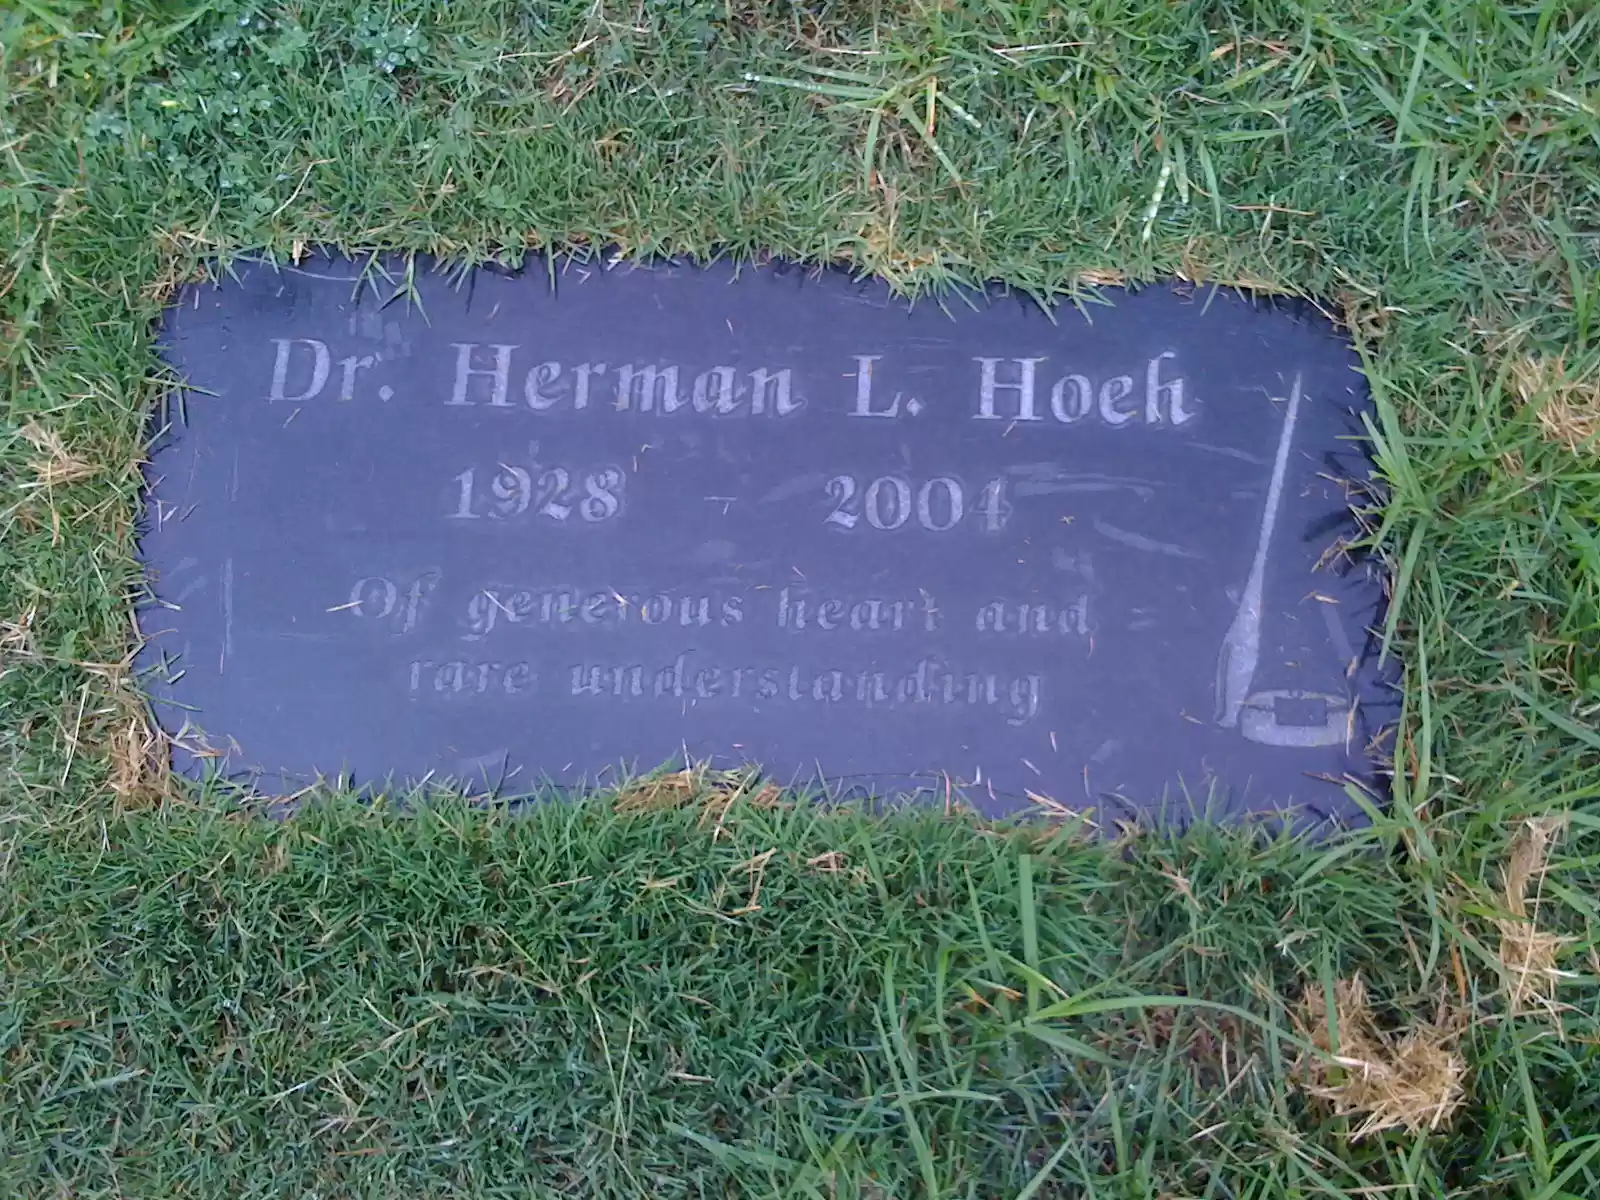 Dr. Herman L. Hoeh
1928 - 2004
Of generous heart and
rare understanding